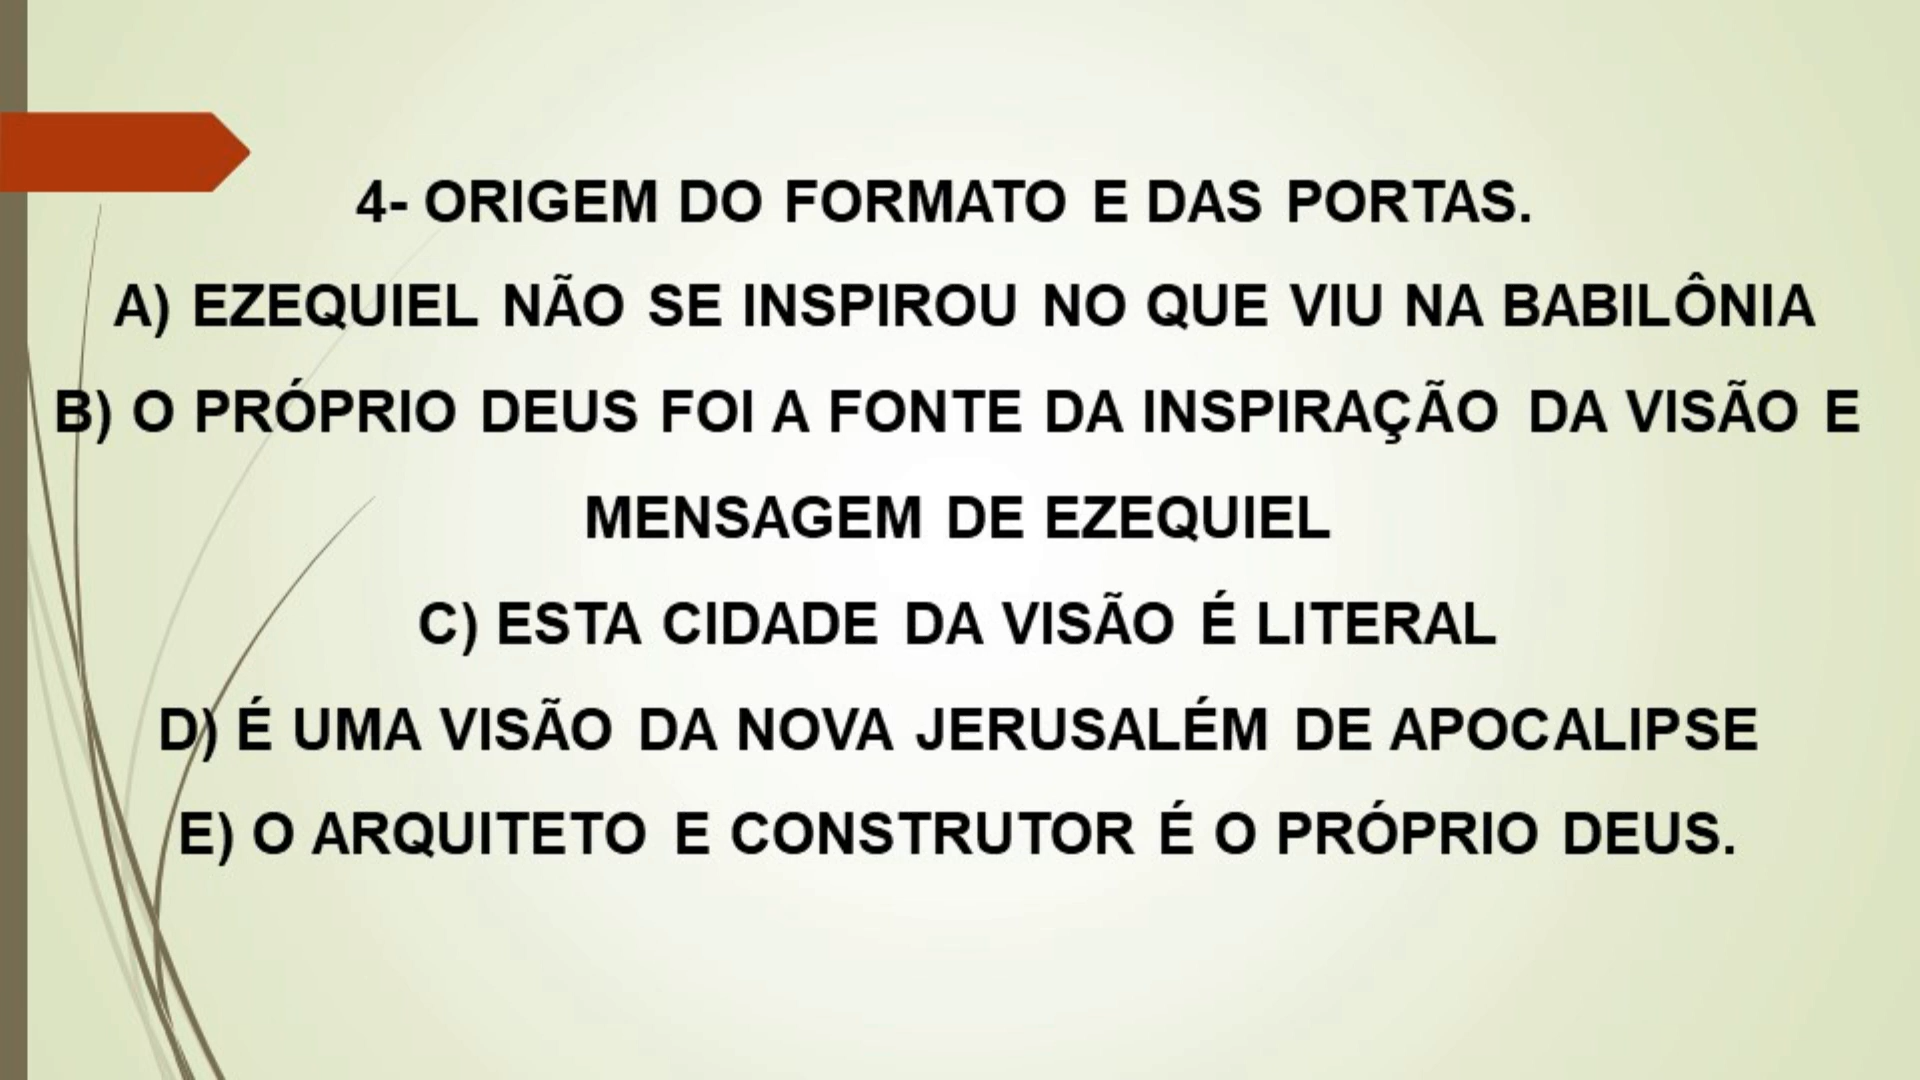 4- ORIGEM DO FORMATO E DAS PORTAS.
A) EZEQUIEL NÃO SE INSPIROU NO QUE VIU NA BABILÔNIA
B) O PRÓPRIO DEUS FOI A FONTE DA INSPIRAÇÃO DA VISÃO E
MENSAGEM DE EZEQUIEL
C) ESTA CIDADE DA VISÃO É LITERAL
D) É UMA VISÃO DA NOVA JERUSALÉM DE APOCALIPSE
E) O ARQUITETO E CONSTRUTOR É O PRÓPRIO DEUS.